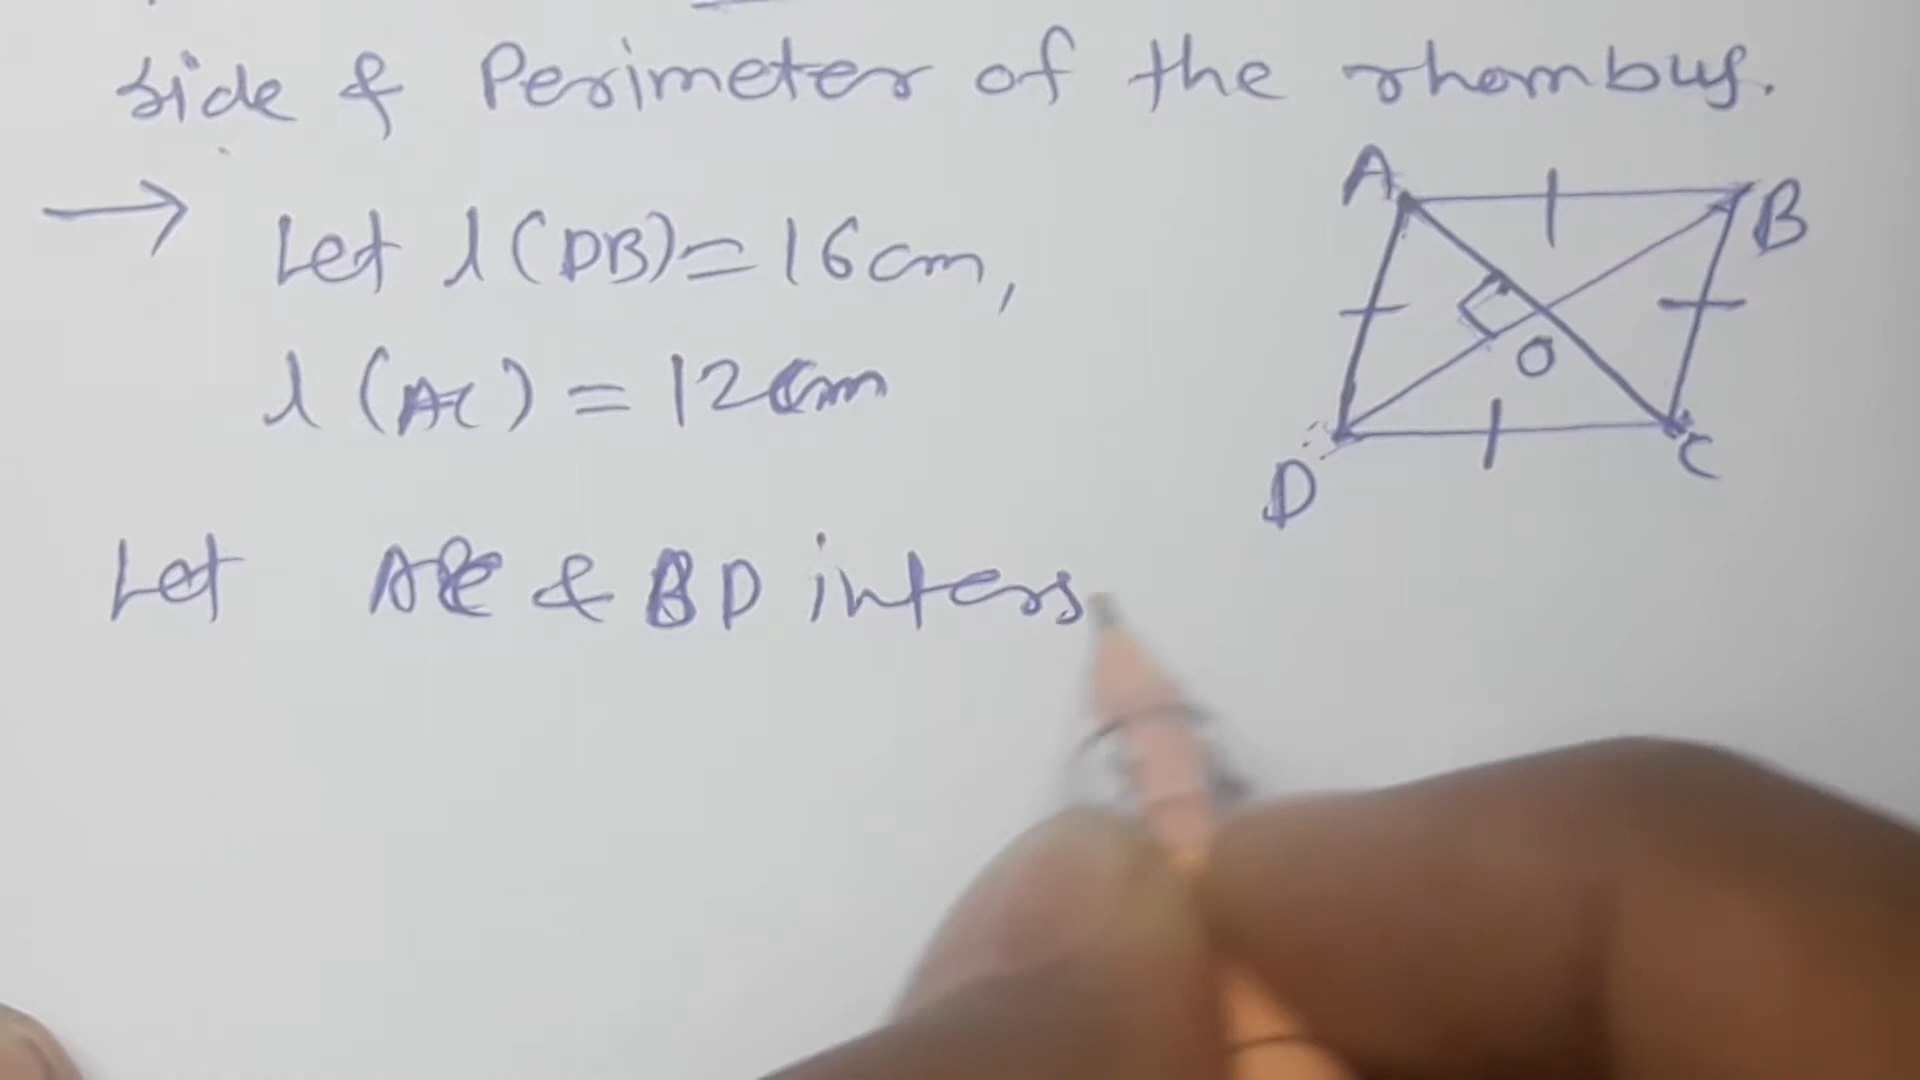 side & Perimeter of the rhombus.
→ Let l(DB)=16cm,
l(AC) = 12cm
Let AC & BD inters
A
B
O
C
D